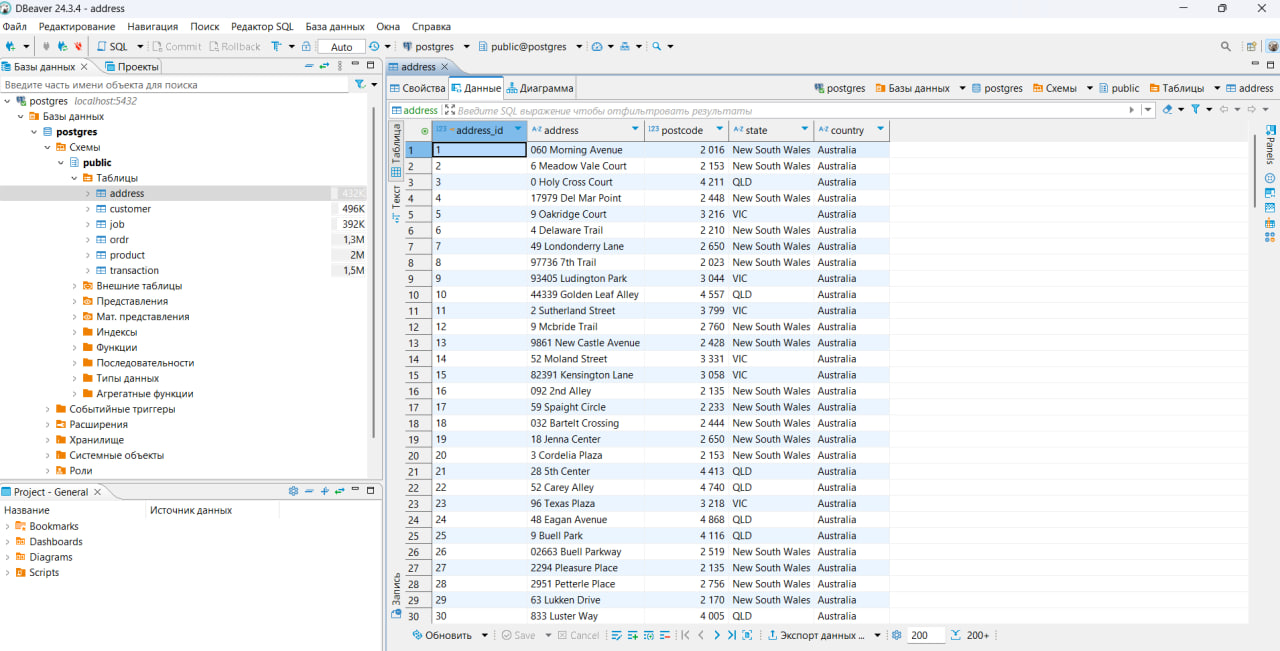 DBeaver 24.3.4 - address
Файл Редактирование Навигация Поиск Редактор SQL База данных Окна Справка
SQL Commit Rollback Auto postgres public@postgres
Базы данных Проекты
Введите часть имени объекта для поиска
postgres localhost:5432
Базы данных
postgres
Схемы
public
Таблицы
address 432K
customer 496K
job 392K
ordr 1,3M
product 2M
transaction 1,5M
Внешние таблицы
Представления
Мат. представления
Индексы
Функции
Последовательности
Типы данных
Агрегатные функции
Событийные триггеры
Расширения
Хранилище
Системные объекты
Роли
Project - General
Название Источник данных
Bookmarks
Dashboards
Diagrams
Scripts
address
Свойства Данные Диаграмма postgres Базы данных postgres Схемы public Таблицы address
address Введите SQL выражение чтобы отфильтровать результаты
Таблица
Текст
Запись
Panels
123 address_id A-Z address 123 postcode A-Z state A-Z country
1 1 060 Morning Avenue 2 016 New South Wales Australia
2 2 6 Meadow Vale Court 2 153 New South Wales Australia
3 3 0 Holy Cross Court 4 211 QLD Australia
4 4 17979 Del Mar Point 2 448 New South Wales Australia
5 5 9 Oakridge Court 3 216 VIC Australia
6 6 4 Delaware Trail 2 210 New South Wales Australia
7 7 49 Londonderry Lane 2 650 New South Wales Australia
8 8 97736 7th Trail 2 023 New South Wales Australia
9 9 93405 Ludington Park 3 044 VIC Australia
10 10 44339 Golden Leaf Alley 4 557 QLD Australia
11 11 2 Sutherland Street 3 799 VIC Australia
12 12 9 Mcbride Trail 2 760 New South Wales Australia
13 13 9861 New Castle Avenue 2 428 New South Wales Australia
14 14 52 Moland Street 3 331 VIC Australia
15 15 82391 Kensington Lane 3 058 VIC Australia
16 16 092 2nd Alley 2 135 New South Wales Australia
17 17 59 Spaight Circle 2 233 New South Wales Australia
18 18 032 Bartelt Crossing 2 444 New South Wales Australia
19 19 18 Jenna Center 2 650 New South Wales Australia
20 20 3 Cordelia Plaza 2 153 New South Wales Australia
21 21 28 5th Center 4 413 QLD Australia
22 22 52 Carey Alley 4 740 QLD Australia
23 23 96 Texas Plaza 3 218 VIC Australia
24 24 48 Eagan Avenue 4 868 QLD Australia
25 25 9 Buell Park 4 116 QLD Australia
26 26 02663 Buell Parkway 2 519 New South Wales Australia
27 27 2294 Pleasure Place 2 135 New South Wales Australia
28 28 2951 Petterle Place 2 756 New South Wales Australia
29 29 63 Lukken Drive 2 170 New South Wales Australia
30 30 833 Luster Way 4 005 QLD Australia
Обновить Save Cancel Экспорт данных ... 200 200+